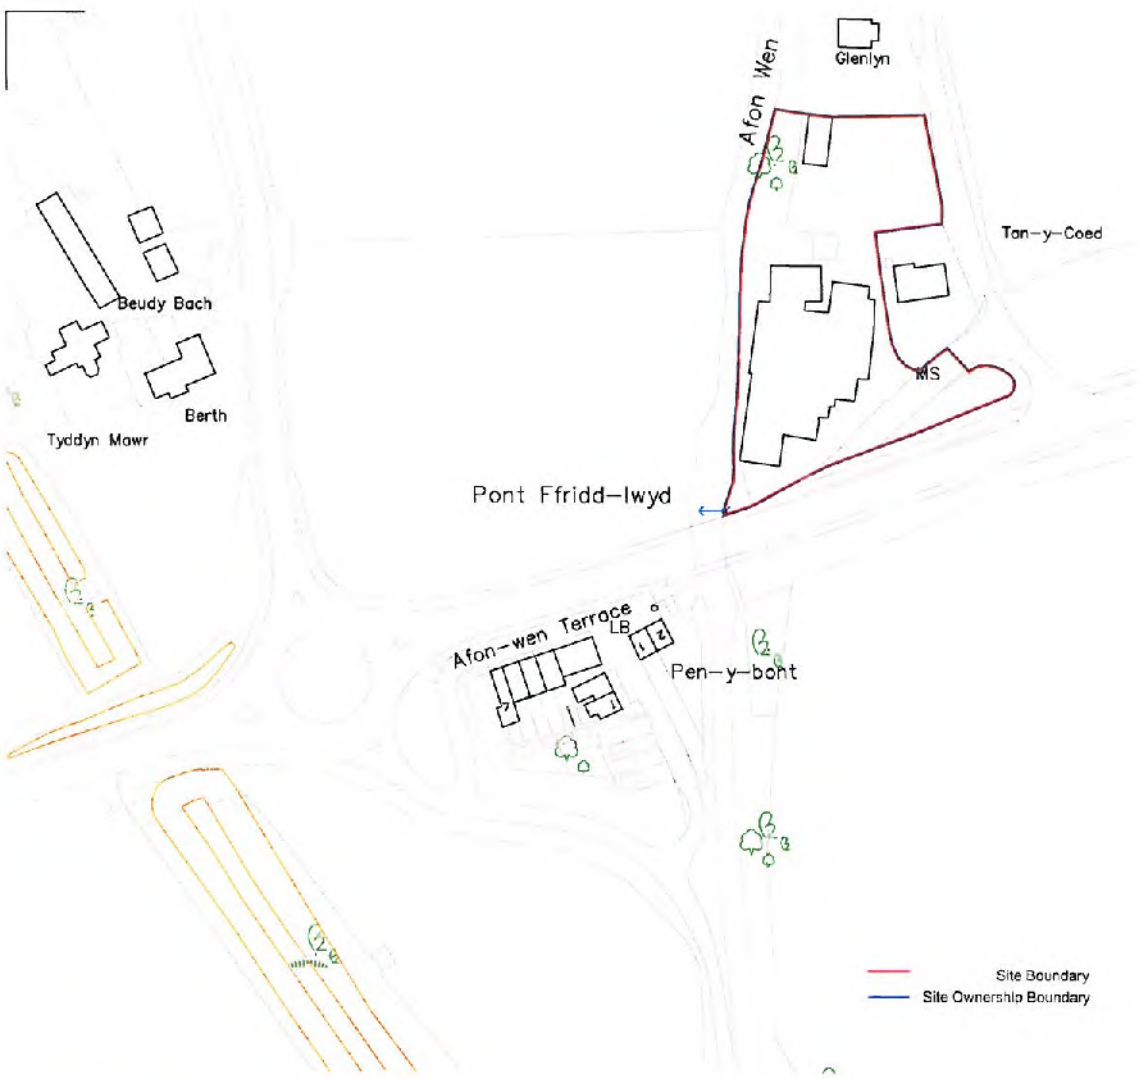 Glenlyn
Afon Wen
Tan-y-Coed
Beudy Bach
MS
Berth
Tyddyn Mawr
Pont Ffridd-lwyd
Afon-wen Terrace
LB
1 2
Pen-y-bont
7
1
Site Boundary
Site Ownership Boundary